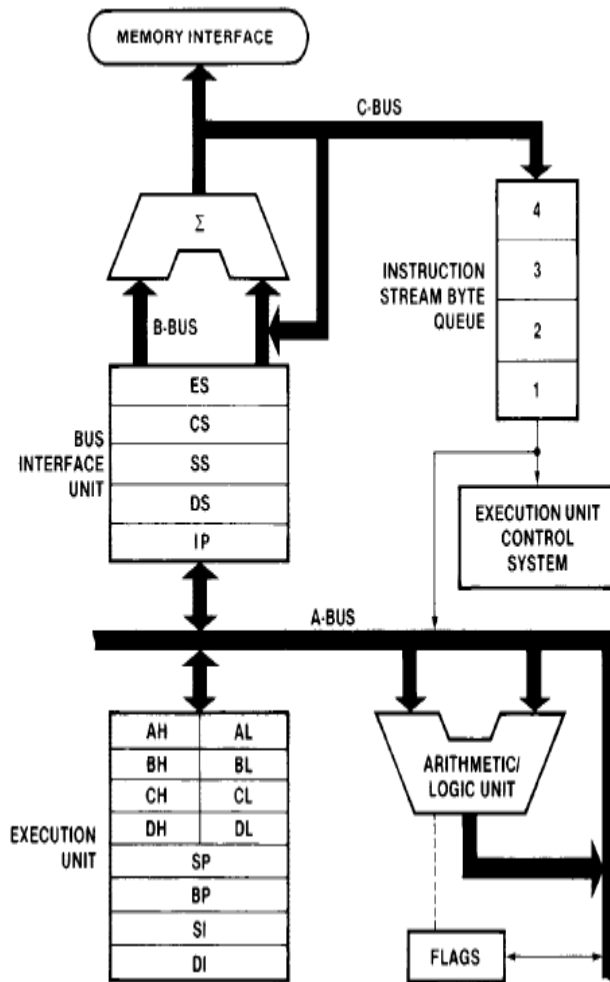 MEMORY INTERFACE
C-BUS
Σ
B-BUS
INSTRUCTION
STREAM BYTE
QUEUE
4
3
2
1
BUS
INTERFACE
UNIT
ES
CS
SS
DS
IP
EXECUTION UNIT
CONTROL
SYSTEM
A-BUS
EXECUTION
UNIT
AH AL
BH BL
CH CL
DH DL
SP
BP
SI
DI
ARITHMETIC/
LOGIC UNIT
FLAGS